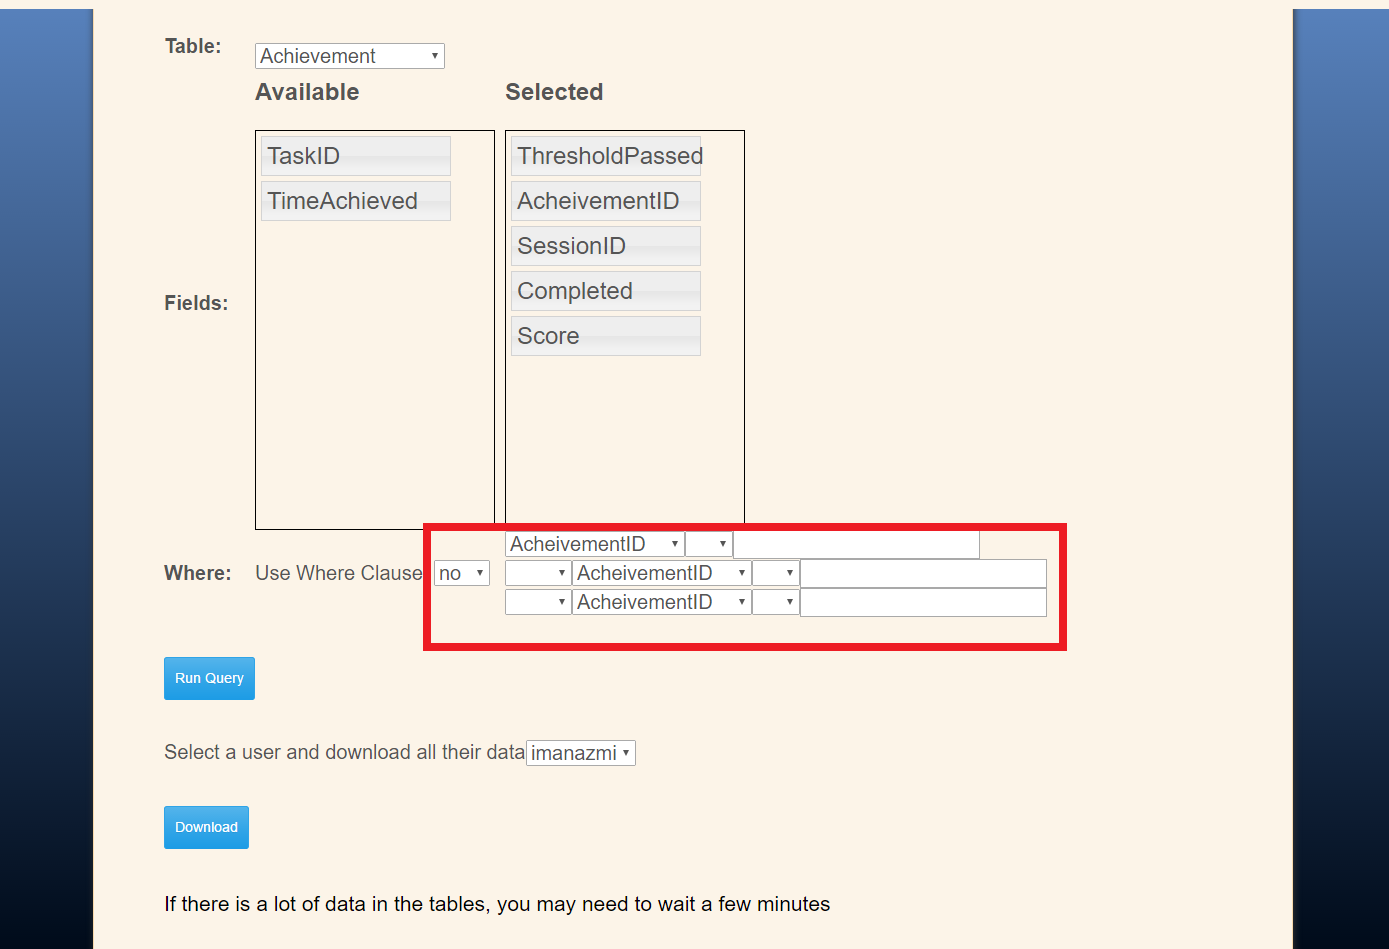 Table: Achievement
Available Selected
TaskID ThresholdPassed
TimeAchieved AcheivementID
SessionID
Fields: Completed
Score
AcheivementID
Where: Use Where Clause no AcheivementID
AcheivementID
Run Query
Select a user and download all their data imanazmi
Download
If there is a lot of data in the tables, you may need to wait a few minutes